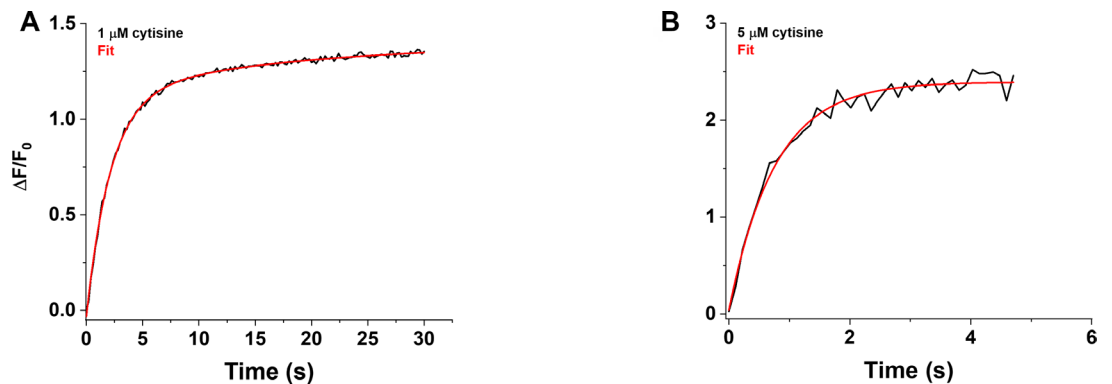 A
1 μM cytisine
Fit
ΔF/F0
1.5
1.0
0.5
0.0
0 5 10 15 20 25 30
Time (s)
B
5 μM cytisine
Fit
3
2
1
0
0 2 4 6
Time (s)